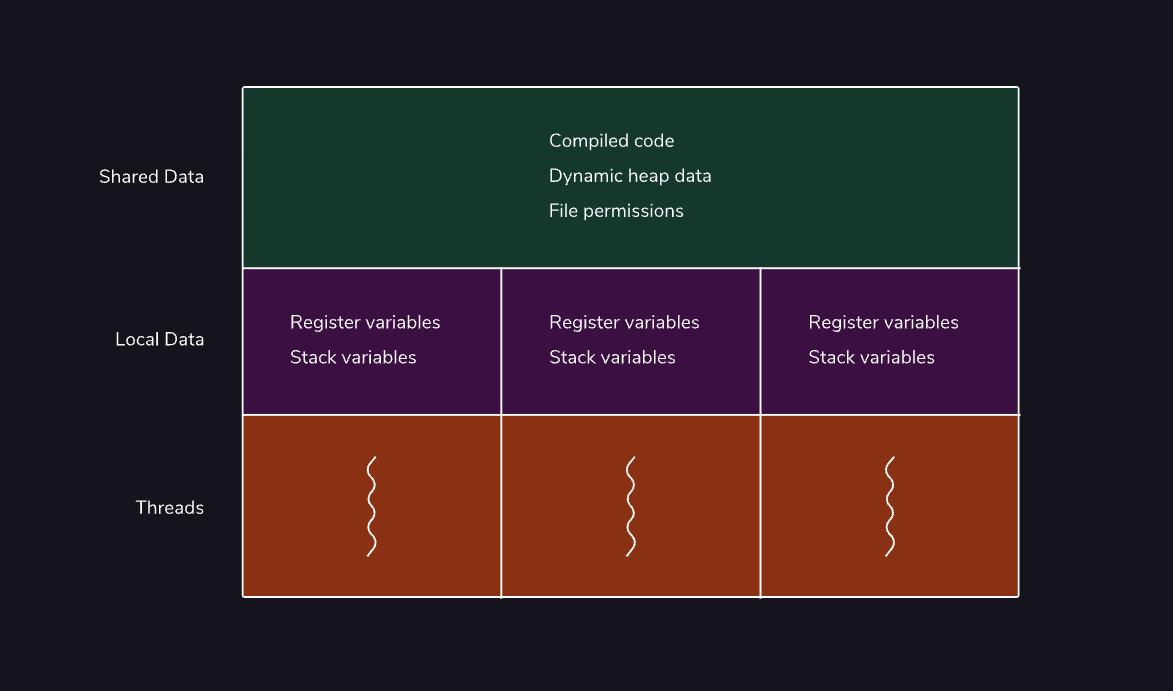 Shared Data
Compiled code
Dynamic heap data
File permissions
Local Data
Register variables
Stack variables
Register variables
Stack variables
Register variables
Stack variables
Threads